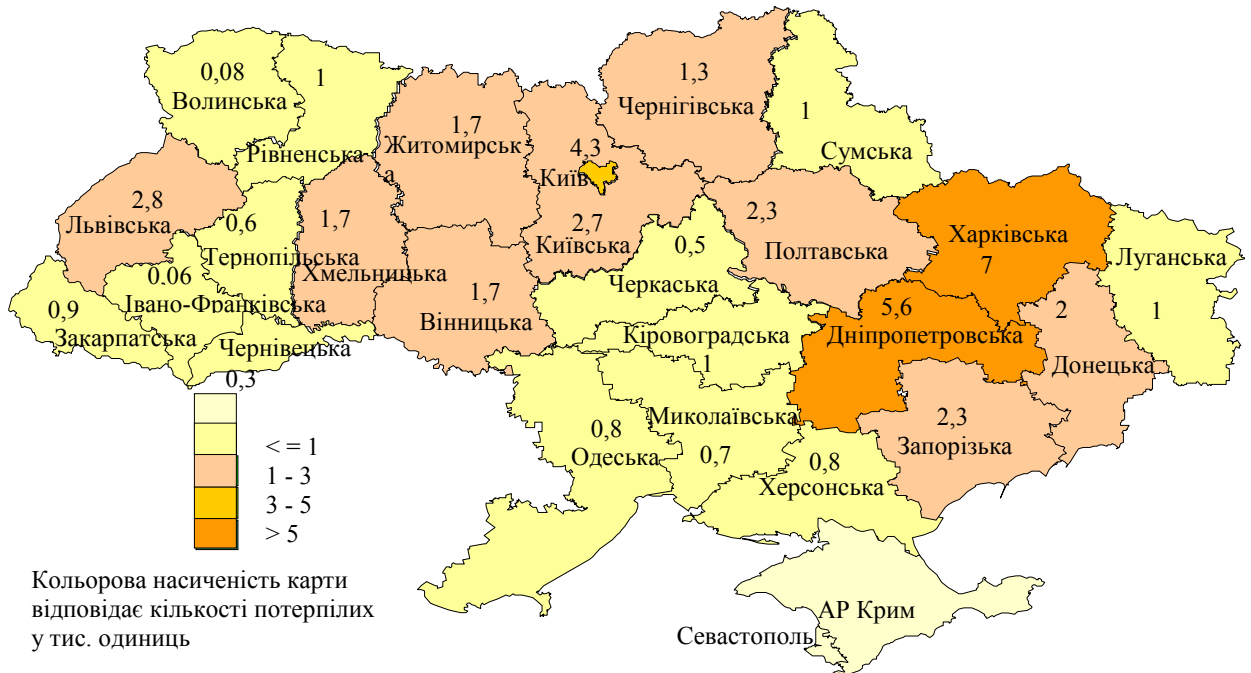 0,08
Волинська
1
Рівненська
1,7
Житомирськ
а
1,3
Чернігівська
1
Сумська
4,3
Київ
2,7
Київська
2,8
Львівська
0,6
Тернопільська
1,7
Хмельницька
2,3
Полтавська
Харківська
7
Луганська
1
0,5
Черкаська
0.06
Івано-Франківська
0,9
Закарпатська
Чернівецька
0,3
1,7
Вінницька
Кіровоградська
1
5,6
Дніпропетровська
2
Донецька
Миколаївська
0,7
0,8
Одеська
2,3
Запорізька
0,8
Херсонська
АР Крим
Севастополь
< = 1
1 - 3
3 - 5
> 5
Кольорова насиченість карти
відповідає кількості потерпілих
у тис. одиниць